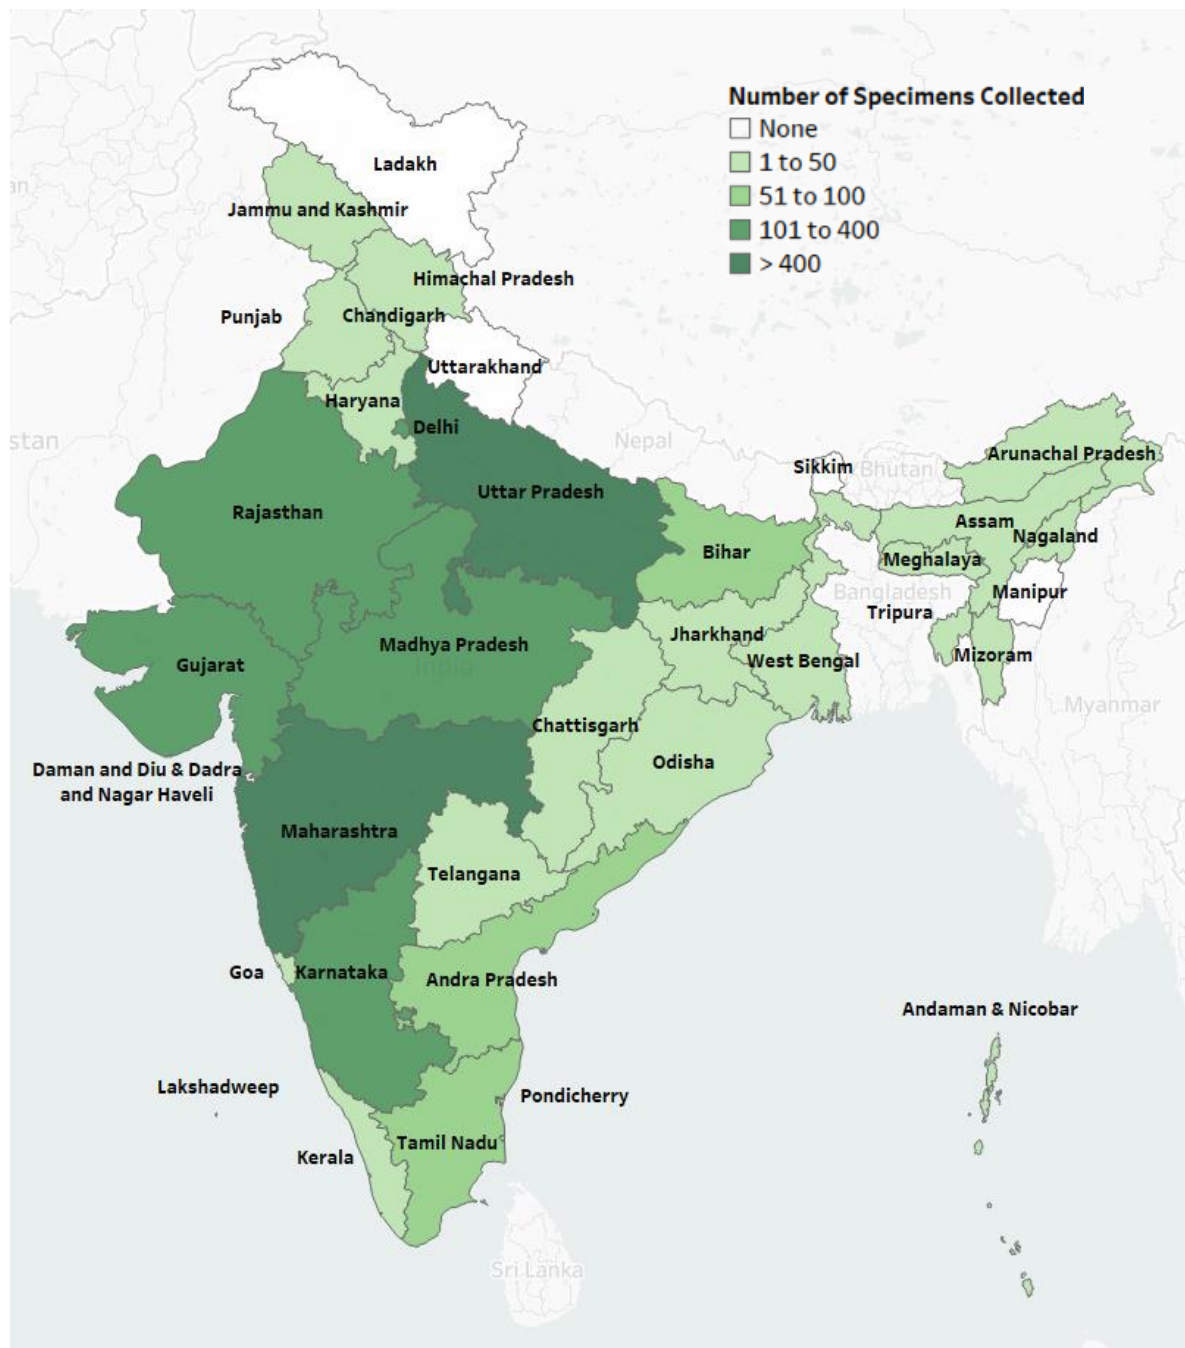 Number of Specimens Collected
None
1 to 50
51 to 100
101 to 400
> 400
Ladakh
an
Jammu and Kashmir
Himachal Pradesh
Punjab
Chandigarh
Uttarakhand
Haryana
Delhi
stan
Nepal
Sikkim
Bhutan
Arunachal Pradesh
Uttar Pradesh
Rajasthan
Assam
Nagaland
Bihar
Meghalaya
Bangladesh
Manipur
Tripura
Jharkhand
Madhya Pradesh
Mizoram
West Bengal
Gujarat
India
Myanmar
Chattisgarh
Odisha
Daman and Diu & Dadra
and Nagar Haveli
Maharashtra
Telangana
Goa
Karnataka
Andra Pradesh
Andaman & Nicobar
Lakshadweep
Pondicherry
Tamil Nadu
Kerala
Sri Lanka